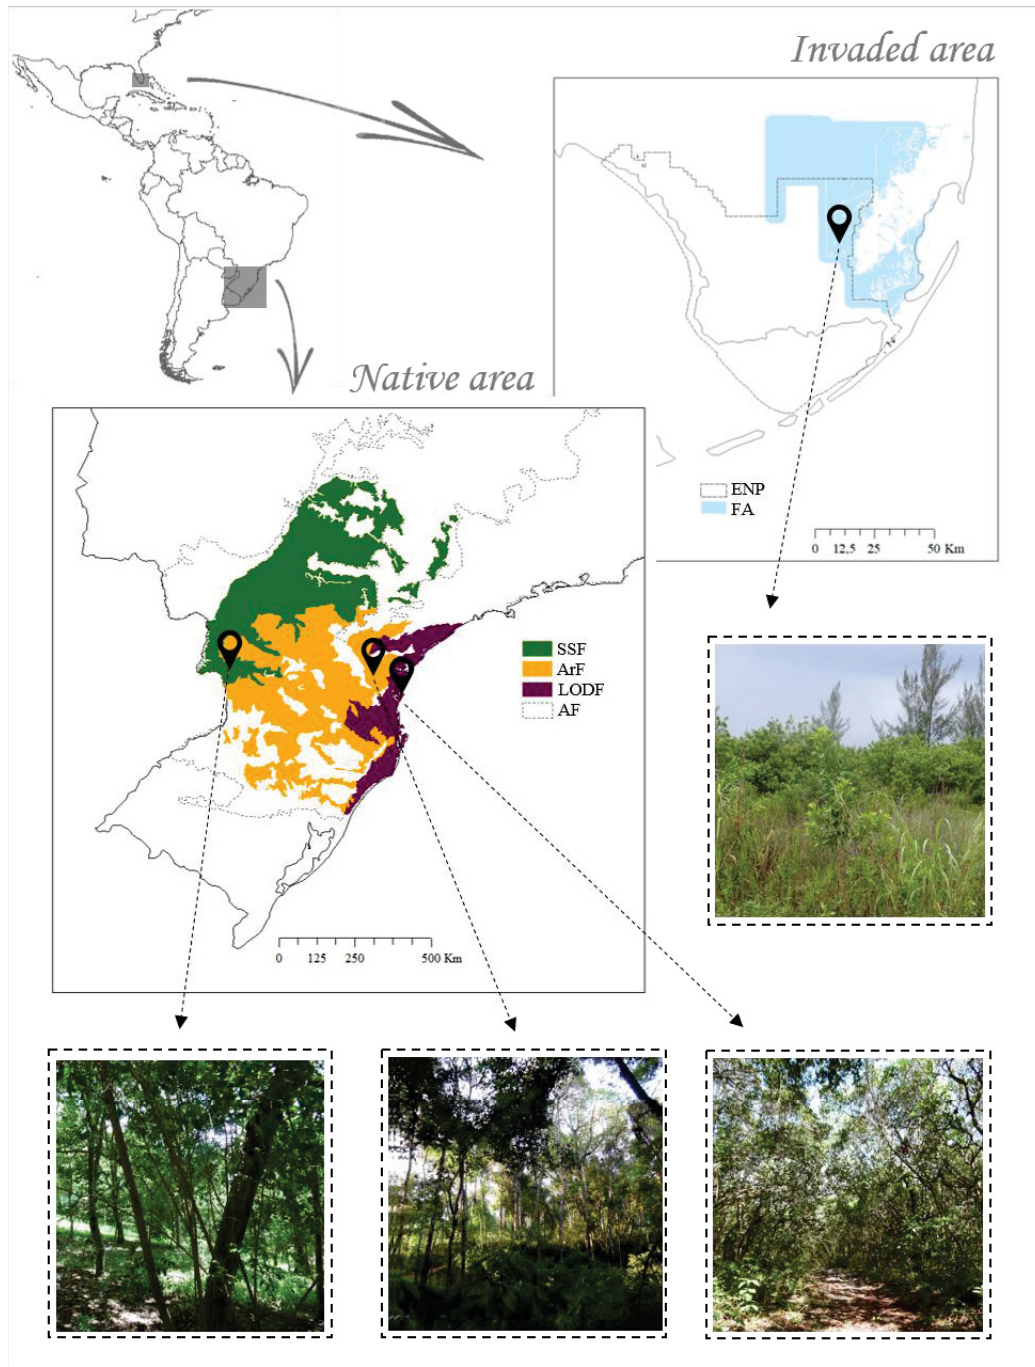 Invaded area
Native area
ENP
FA
0 12,5 25 50 Km
SSF
ArF
LODF
AF
0 125 250 500 Km